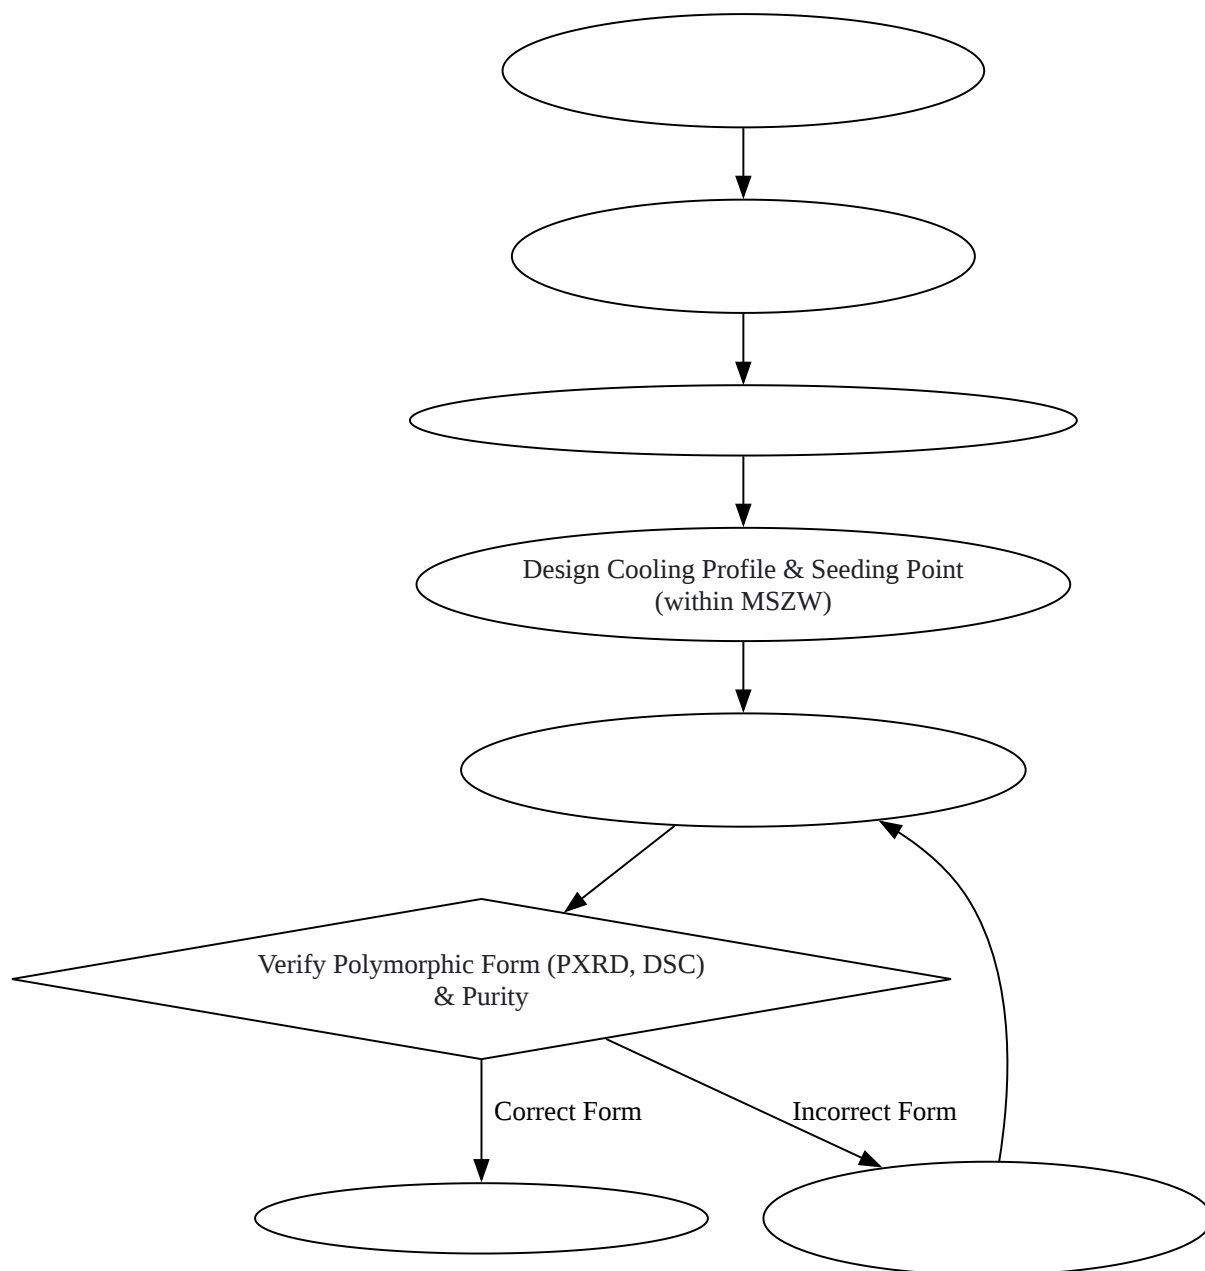 Design Cooling Profile & Seeding Point
(within MSZW)
Verify Polymorphic Form (PXRD, DSC)
& Purity
Correct Form
Incorrect Form